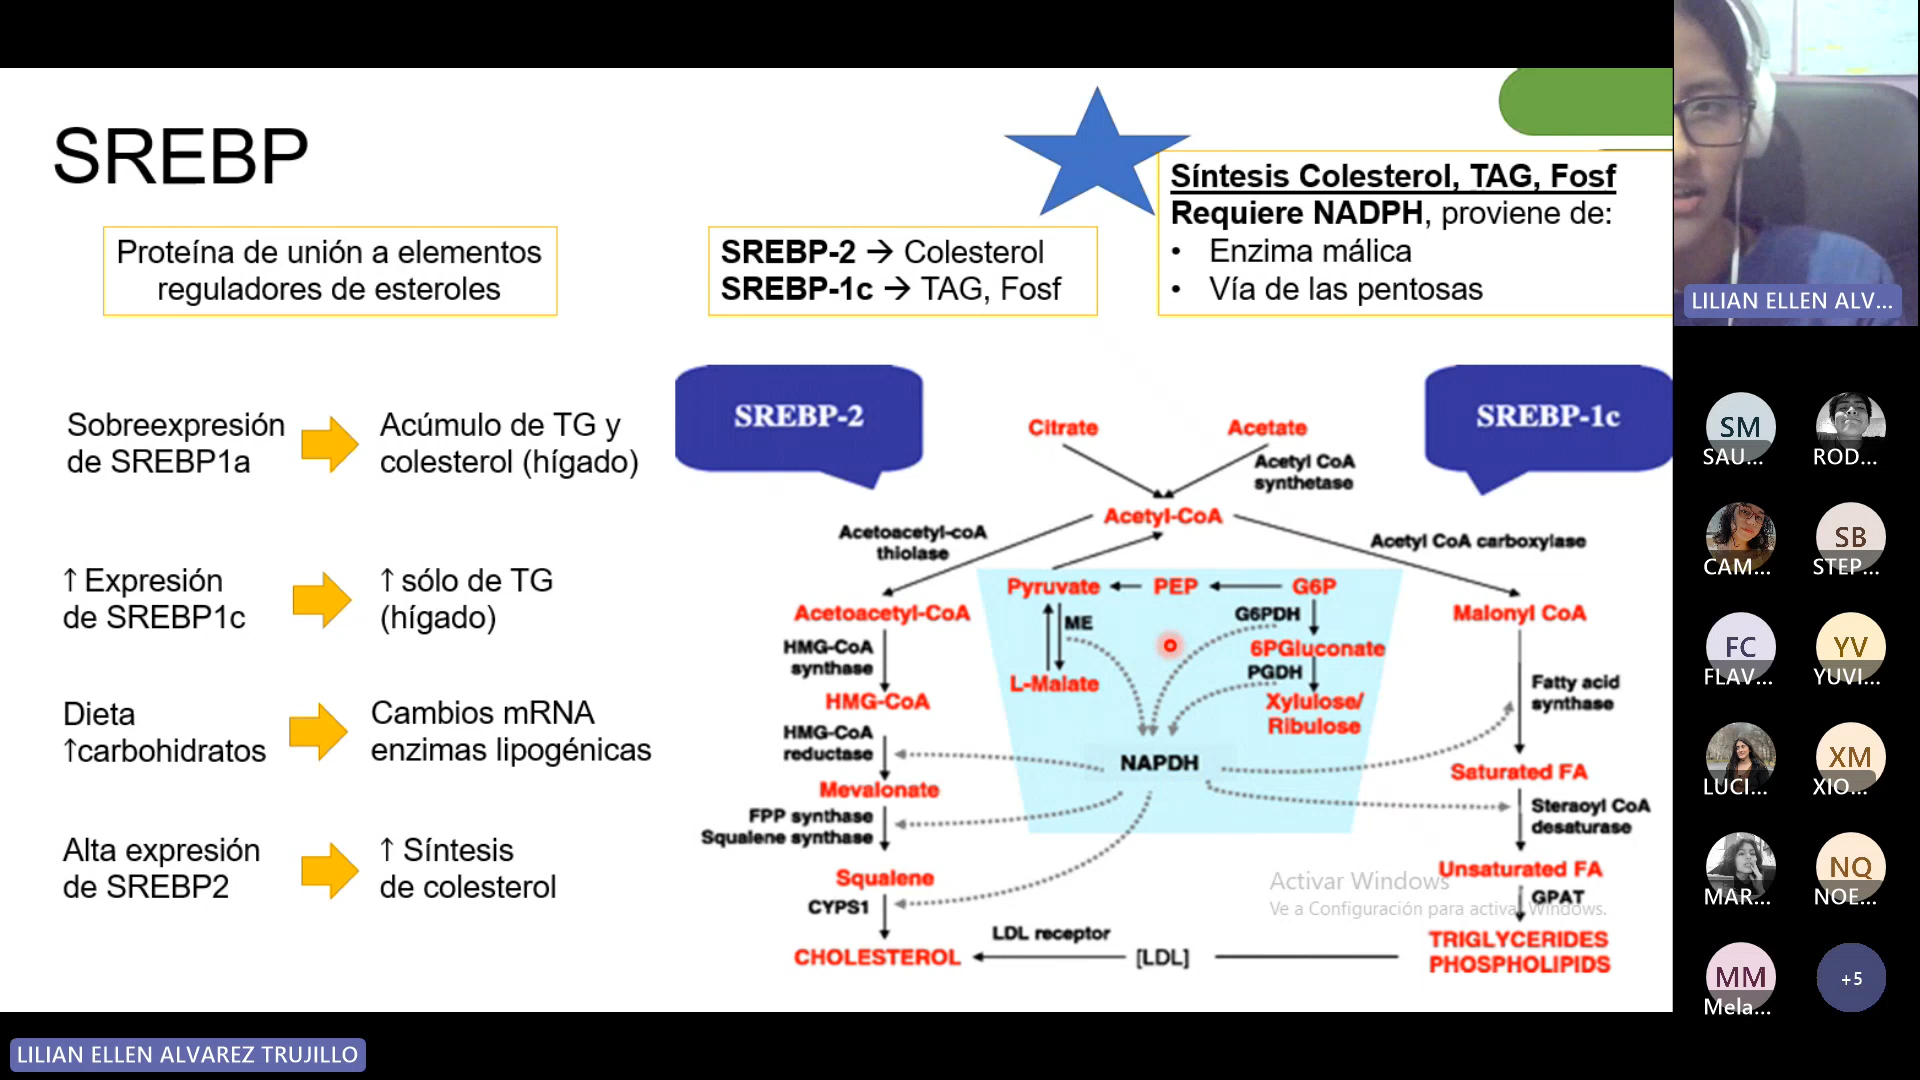 SREBP
Proteína de unión a elementos
reguladores de esteroles
SREBP-2 → Colesterol
SREBP-1c → TAG, Fosf
Síntesis Colesterol, TAG, Fosf
Requiere NADPH, proviene de:
• Enzima málica
• Vía de las pentosas
Sobreexpresión
de SREBP1a
Acúmulo de TG y
colesterol (hígado)
↑ Expresión
de SREBP1c
↑ sólo de TG
(hígado)
Dieta
↑carbohidratos
Cambios mRNA
enzimas lipogénicas
Alta expresión
de SREBP2
↑ Síntesis
de colesterol
SREBP-2
SREBP-1c
Citrate
Acetate
Acetyl CoA
synthetase
Acetyl-CoA
Acetoacetyl-coA
thiolase
Acetyl CoA carboxylase
Pyruvate
PEP
G6P
Acetoacetyl-CoA
ME
G6PDH
Malonyl CoA
HMG-CoA
synthase
6PGluconate
PGDH
L-Malate
Fatty acid
synthase
HMG-CoA
Xylulose/
Ribulose
HMG-CoA
reductase
NAPDH
Saturated FA
Mevalonate
FPP synthase
Squalene synthase
Steraoyl CoA
desaturase
Squalene
Unsaturated FA
CYPS1
GPAT
LDL receptor
CHOLESTEROL
[LDL]
TRIGLYCERIDES
PHOSPHOLIPIDS
Activar Windows
Ve a Configuración para activar Windows.
LILIAN ELLEN ALV...
SM
SAU...
ROD...
CAM...
SB
STEP...
FC
FLAV...
YV
YUVI...
LUCI...
XM
XIO...
MAR...
NQ
NOE...
MM
Mela...
+5
LILIAN ELLEN ALVAREZ TRUJILLO